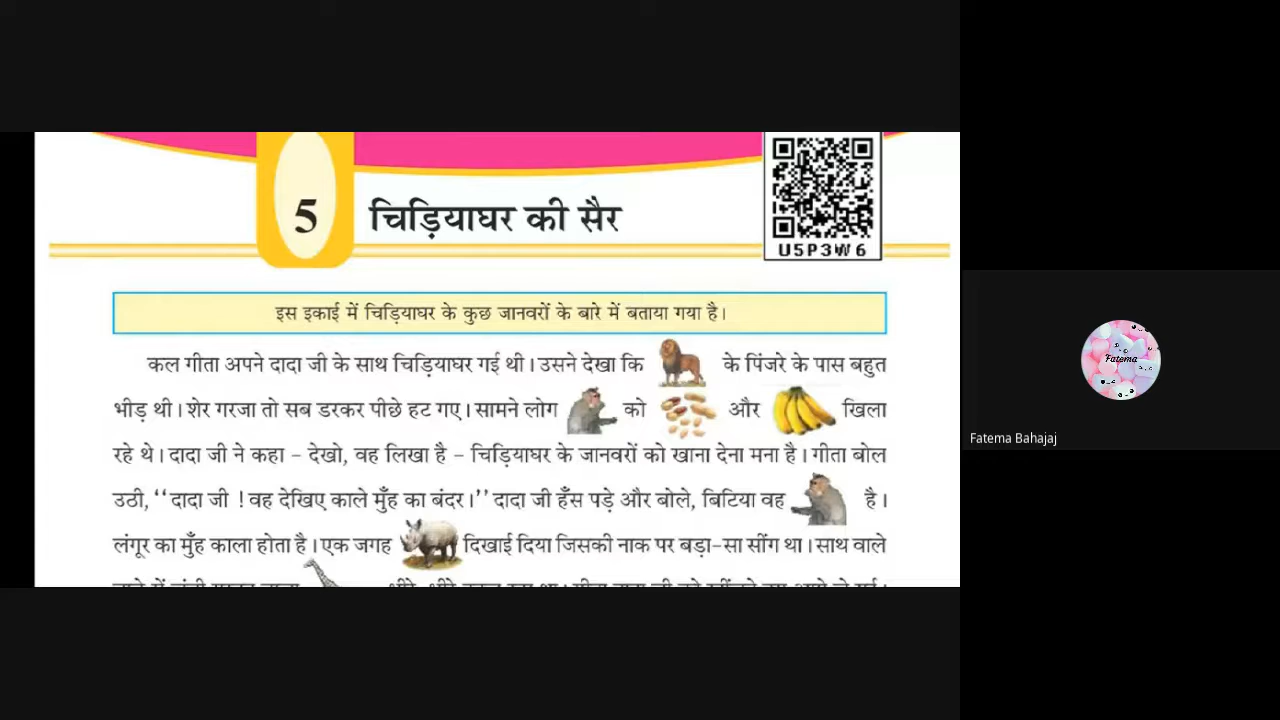 5 चिड़ियाघर की सैर
U5P3W6
इस इकाई में चिड़ियाघर के कुछ जानवरों के बारे में बताया गया है।
कल गीता अपने दादा जी के साथ चिड़ियाघर गई थी। उसने देखा कि के पिंजरे के पास बहुत
भीड़ थी। शेर गरजा तो सब डरकर पीछे हट गए। सामने लोग को और खिला
रहे थे। दादा जी ने कहा – देखो, वह लिखा है – चिड़ियाघर के जानवरों को खाना देना मना है। गीता बोल
उठी, ‘‘दादा जी ! वह देखिए काले मुँह का बंदर।’’ दादा जी हँस पड़े और बोले, बिटिया वह है।
लंगूर का मुँह काला होता है। एक जगह दिखाई दिया जिसकी नाक पर बड़ा-सा सींग था। साथ वाले
Fatema
Fatema Bahajaj